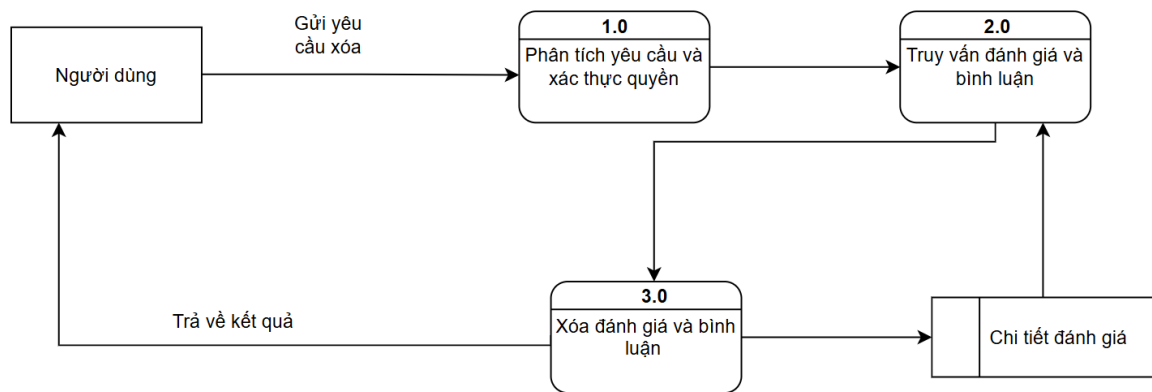 Gửi yêu
cầu xóa
Người dùng
1.0
Phân tích yêu cầu và
xác thực quyền
2.0
Truy vấn đánh giá và
bình luận
3.0
Xóa đánh giá và bình
luận
Trả về kết quả
Chi tiết đánh giá